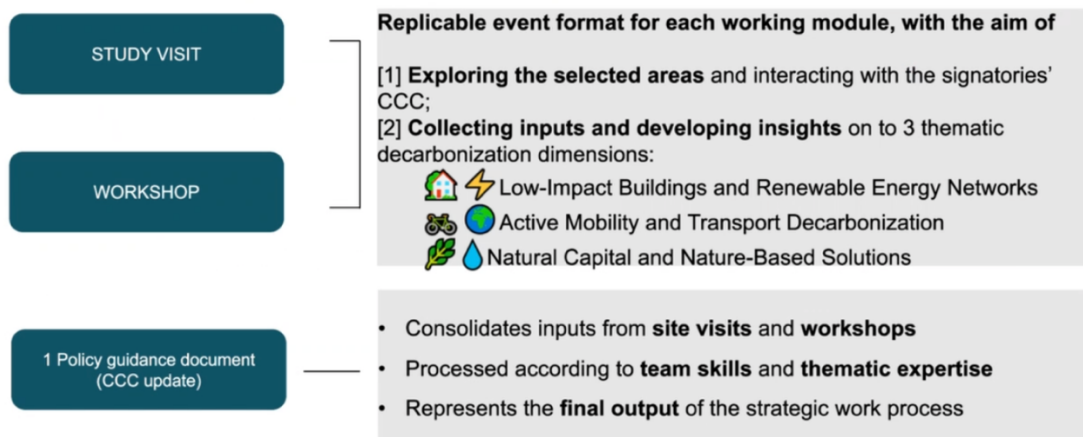 STUDY VISIT
WORKSHOP
Replicable event format for each working module, with the aim of
[1] Exploring the selected areas and interacting with the signatories'
CCC;
[2] Collecting inputs and developing insights on to 3 thematic
decarbonization dimensions:
Low-Impact Buildings and Renewable Energy Networks
Active Mobility and Transport Decarbonization
Natural Capital and Nature-Based Solutions
1 Policy guidance document
(CCC update)
• Consolidates inputs from site visits and workshops
• Processed according to team skills and thematic expertise
• Represents the final output of the strategic work process